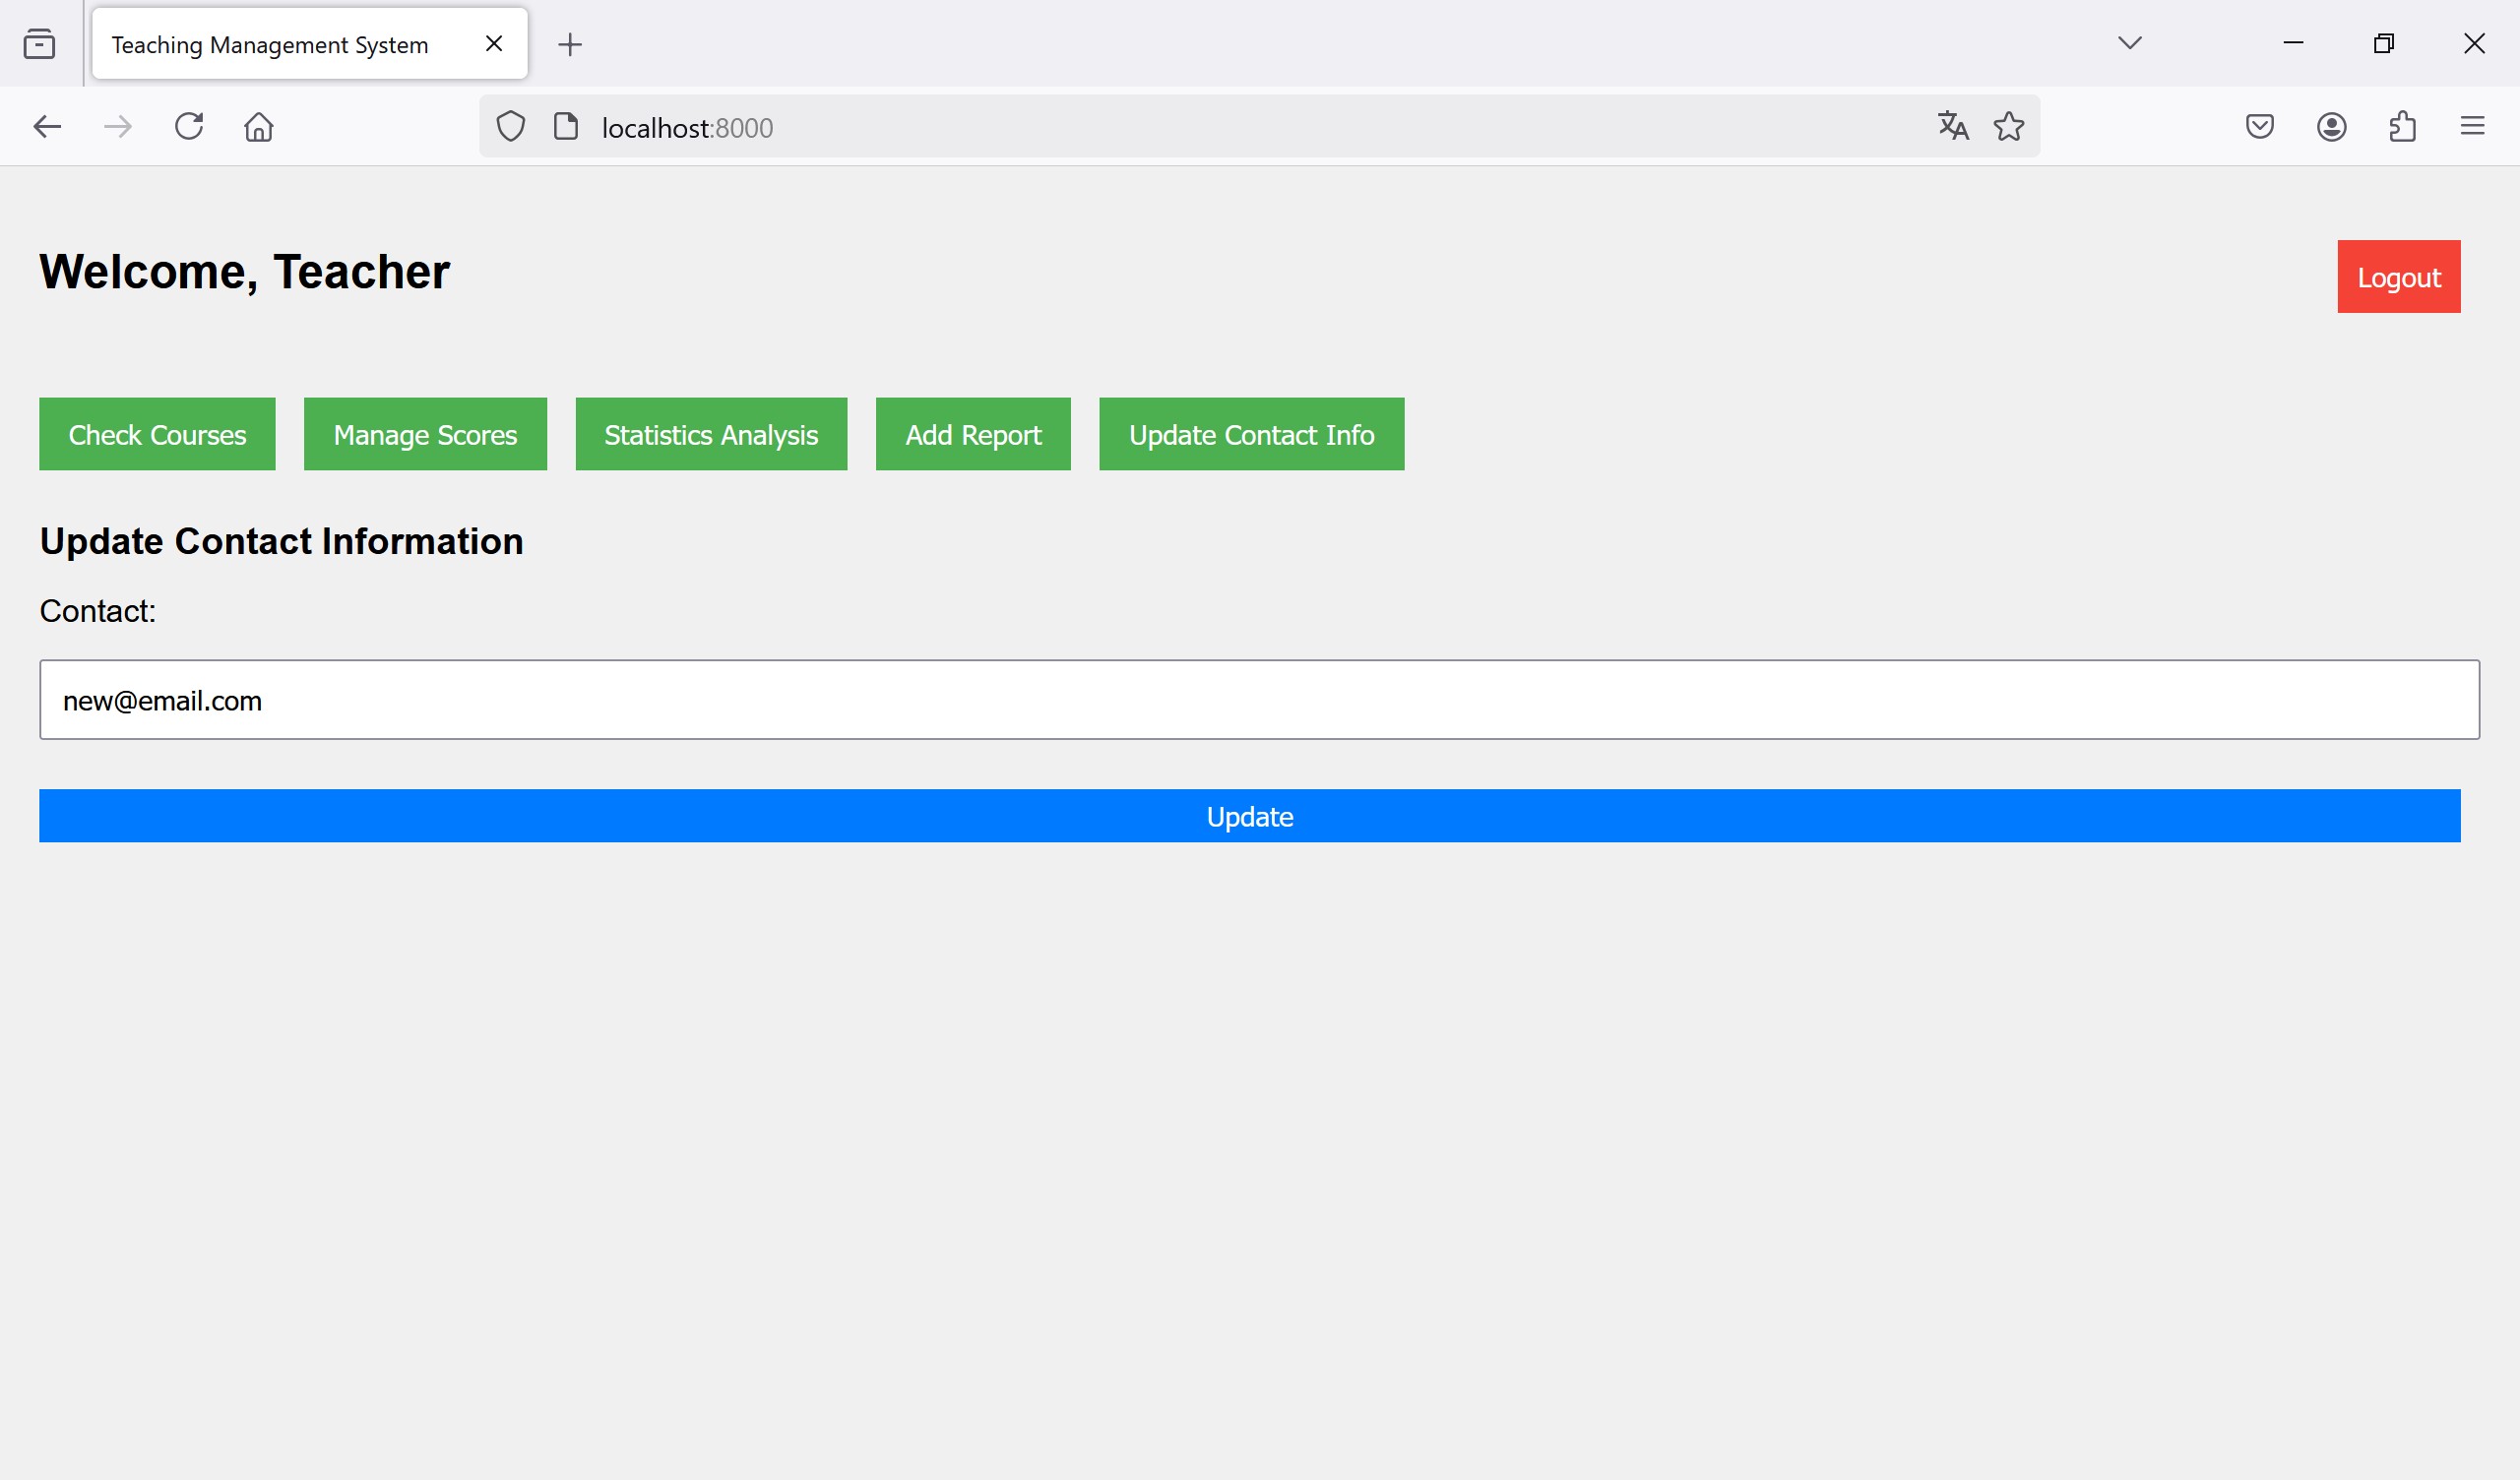 Teaching Management System
localhost:8000
Welcome, Teacher
Logout
Check Courses Manage Scores Statistics Analysis Add Report Update Contact Info
Update Contact Information
Contact:
new@email.com
Update